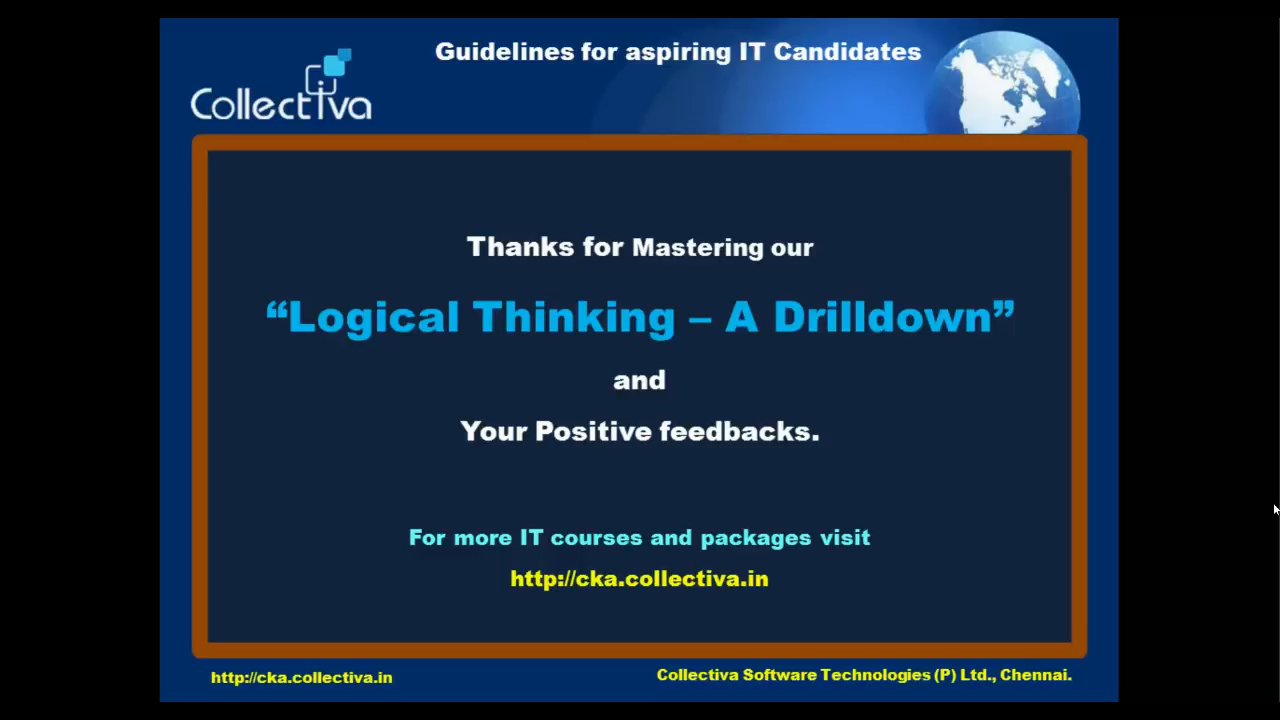 Guidelines for aspiring IT Candidates
Collectiva
Thanks for Mastering our
“Logical Thinking – A Drilldown”
and
Your Positive feedbacks.
For more IT courses and packages visit
http://cka.collectiva.in
http://cka.collectiva.in
Collectiva Software Technologies (P) Ltd., Chennai.